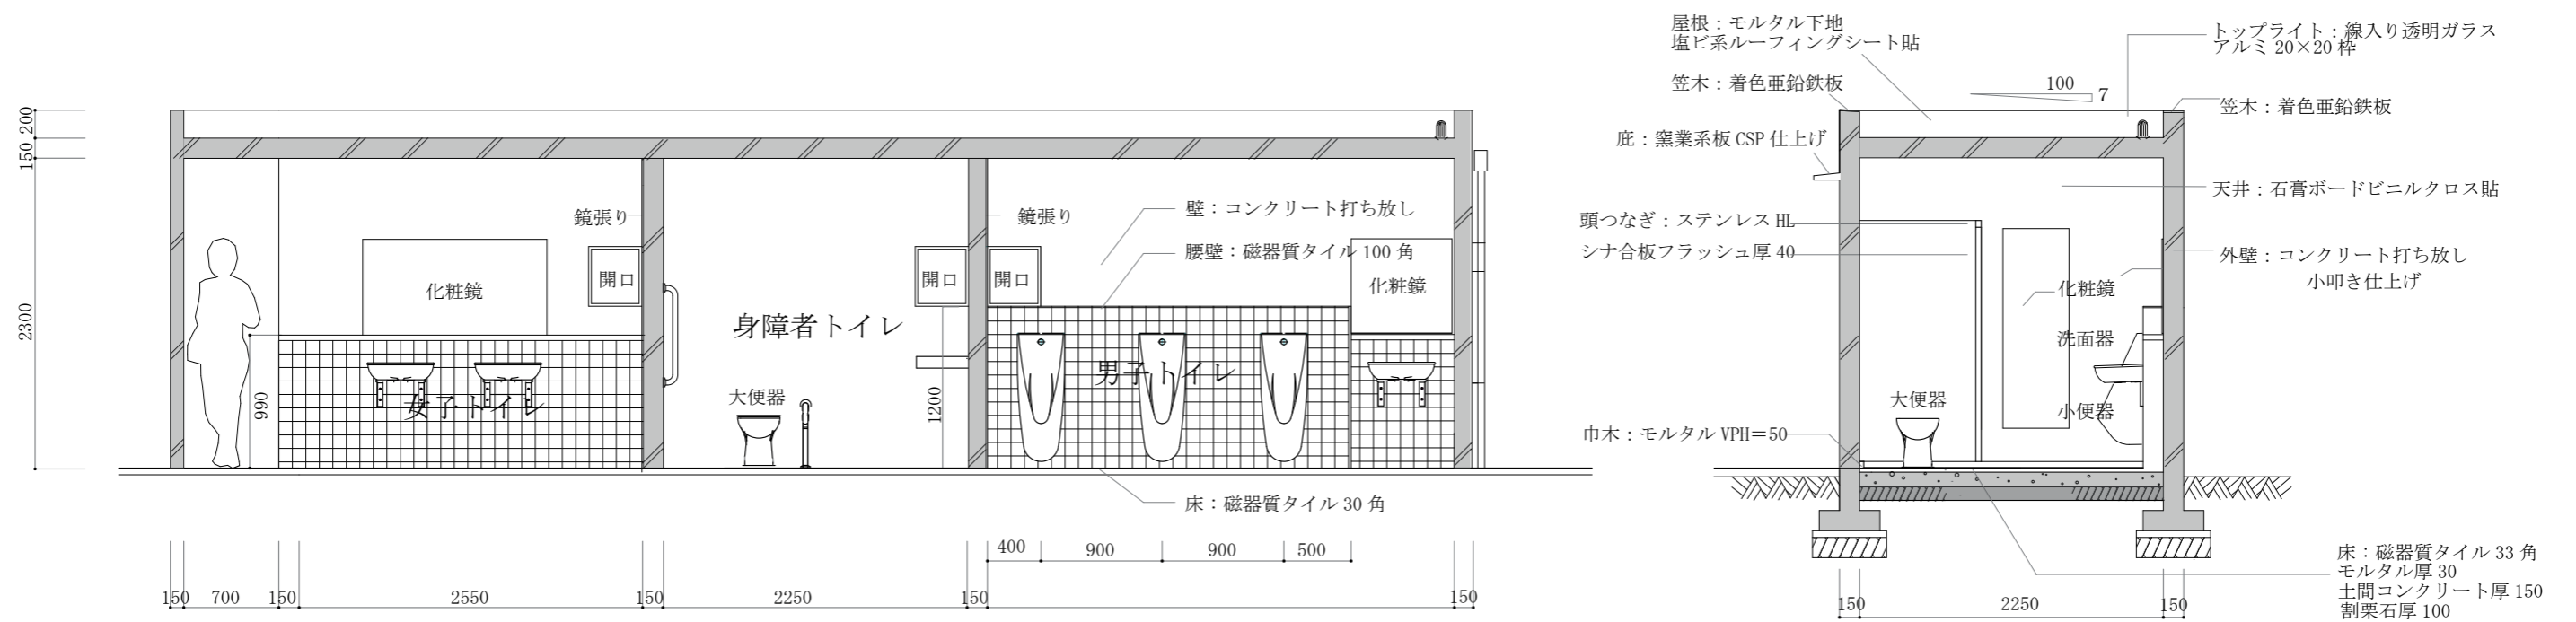 200
150
2300
鏡張り
化粧鏡
開口
990
女子トイレ
身障者トイレ
大便器
開口
1200
開口
鏡張り
壁：コンクリート打ち放し
腰壁：磁器質タイル 100 角
化粧鏡
男子トイレ
床：磁器質タイル 30 角
400
900
900
500
150
700
150
2550
150
2250
150
150
屋根：モルタル下地
塩ビ系ルーフィングシート貼
笠木：着色亜鉛鉄板
庇：窯業系板 CSP 仕上げ
頭つなぎ：ステンレス HL
シナ合板フラッシュ厚 40
巾木：モルタル VPH＝50
100
7
トップライト：線入り透明ガラス
アルミ 20×20 枠
笠木：着色亜鉛鉄板
天井：石膏ボードビニルクロス貼
外壁：コンクリート打ち放し
小叩き仕上げ
化粧鏡
洗面器
大便器
小便器
床：磁器質タイル 33 角
モルタル厚 30
土間コンクリート厚 150
割栗石厚 100
150
2250
150